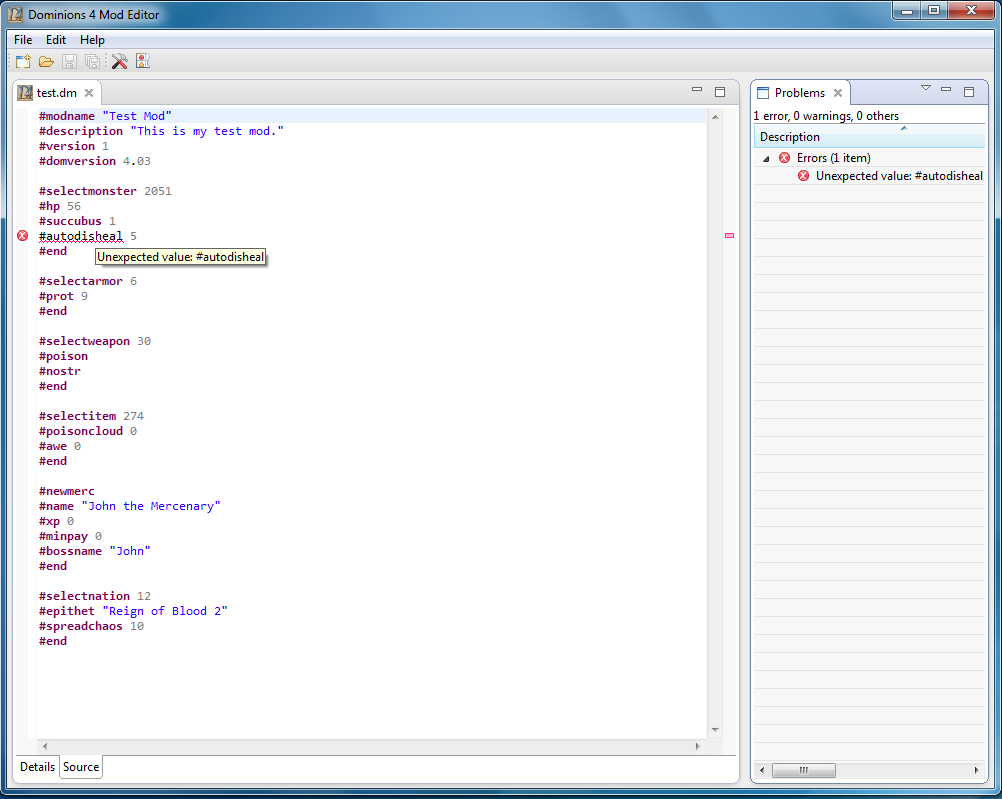 Dominions 4 Mod Editor
File Edit Help
test.dm
#modname "Test Mod"
#description "This is my test mod."
#version 1
#domversion 4.03
#selectmonster 2051
#hp 56
#succubus 1
#autodisheal 5
#end
Unexpected value: #autodisheal
#selectarmor 6
#prot 9
#end
#selectweapon 30
#poison
#nostr
#end
#selectitem 274
#poisoncloud 0
#awe 0
#end
#newmerc
#name "John the Mercenary"
#xp 0
#minpay 0
#bossname "John"
#end
#selectnation 12
#epithet "Reign of Blood 2"
#spreadchaos 10
#end
Details Source
Problems
1 error, 0 warnings, 0 others
Description
Errors (1 item)
Unexpected value: #autodisheal